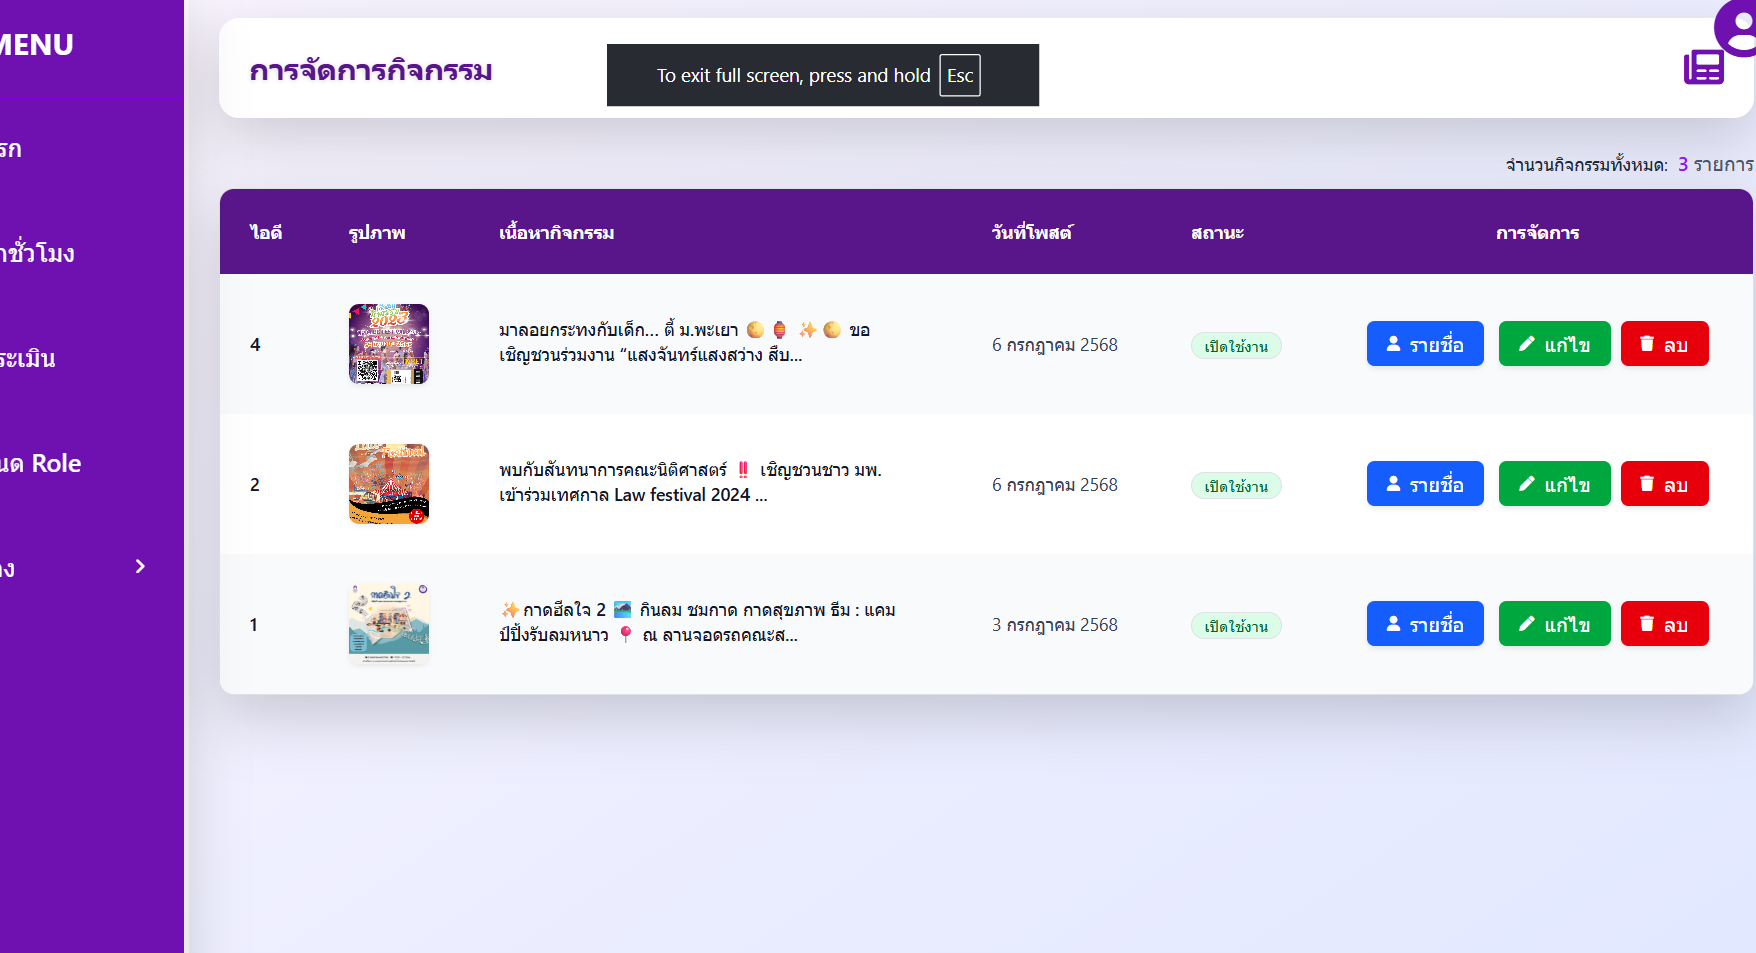 MENU
การจัดการกิจกรรม
To exit full screen, press and hold Esc
รก
ชั่วโมง
ระเมิน
นด Role
ง
จำนวนกิจกรรมทั้งหมด: 3 รายการ
ไอดี รูปภาพ เนื้อหากิจกรรม วันที่โพสต์ สถานะ การจัดการ
4 มาลอยกระทงกับเด็ก... ตี้ ม.พะเยา 🌕 🏮 ✨ 🌕 ขอ
เชิญชวนร่วมงาน “แสงจันทร์แสงสว่าง สืบ...
6 กรกฎาคม 2568 เปิดใช้งาน รายชื่อ แก้ไข ลบ
2 พบกับสันทนาการคณะนิติศาสตร์ ‼️ เชิญชวนชาว มพ.
เข้าร่วมเทศกาล Law festival 2024 ...
6 กรกฎาคม 2568 เปิดใช้งาน รายชื่อ แก้ไข ลบ
1 ✨กาดฮีลใจ 2 🏞️ กินลม ชมกาด กาดสุขภาพ ธีม : แคม
ป์ปิ้งรับลมหนาว 📍 ณ ลานจอดรถคณะส...
3 กรกฎาคม 2568 เปิดใช้งาน รายชื่อ แก้ไข ลบ